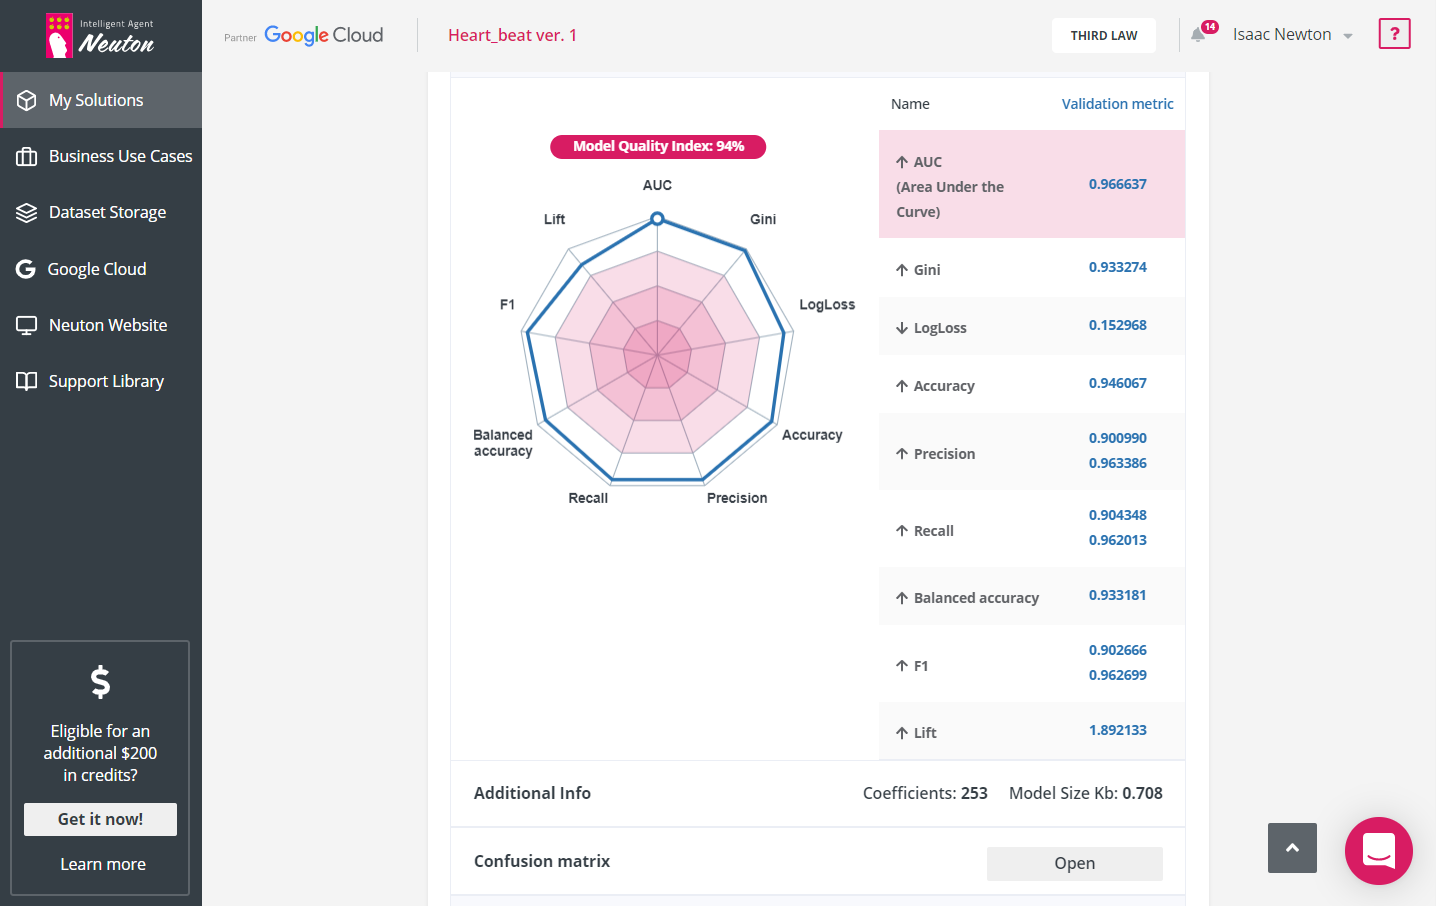 Intelligent Agent
Neuton
My Solutions
Business Use Cases
Dataset Storage
Google Cloud
Neuton Website
Support Library
$
Eligible for an
additional $200
in credits?
Get it now!
Learn more
Partner Google Cloud
Heart_beat ver. 1
THIRD LAW
14
Isaac Newton
?
Model Quality Index: 94%
AUC
Gini
LogLoss
Accuracy
Precision
Recall
Balanced
accuracy
F1
Lift
Name Validation metric
↑ AUC
(Area Under the
Curve)
0.966637
↑ Gini 0.933274
↓ LogLoss 0.152968
↑ Accuracy 0.946067
↑ Precision
0.900990
0.963386
↑ Recall
0.904348
0.962013
↑ Balanced accuracy 0.933181
↑ F1
0.902666
0.962699
↑ Lift 1.892133
Additional Info Coefficients: 253 Model Size Kb: 0.708
Confusion matrix Open